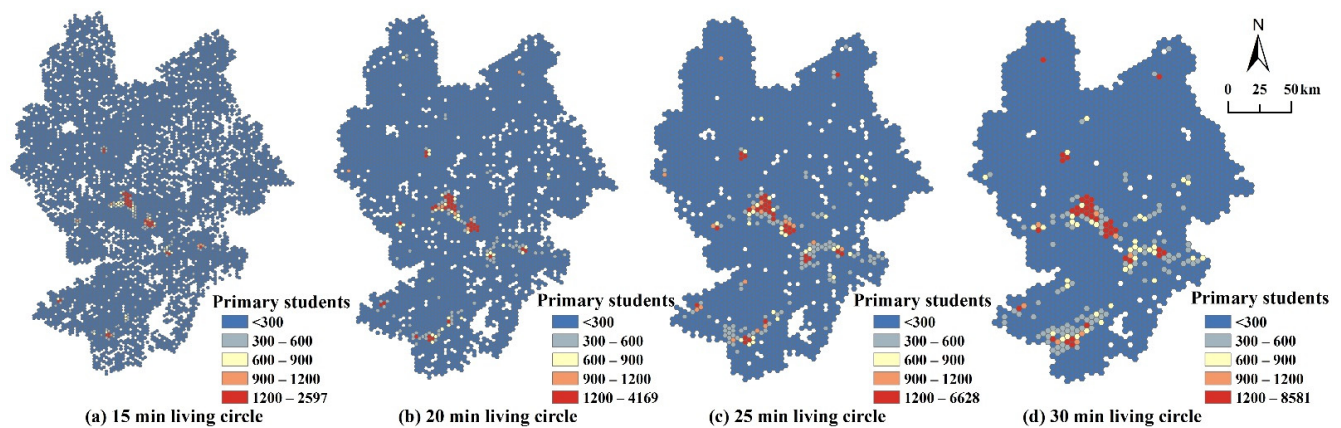 N
0 25 50 km
Primary students
<300
300 – 600
600 – 900
900 – 1200
1200 – 2597
(a) 15 min living circle
Primary students
<300
300 – 600
600 – 900
900 – 1200
1200 – 4169
(b) 20 min living circle
Primary students
<300
300 – 600
600 – 900
900 – 1200
1200 – 6628
(c) 25 min living circle
Primary students
<300
300 – 600
600 – 900
900 – 1200
1200 – 8581
(d) 30 min living circle